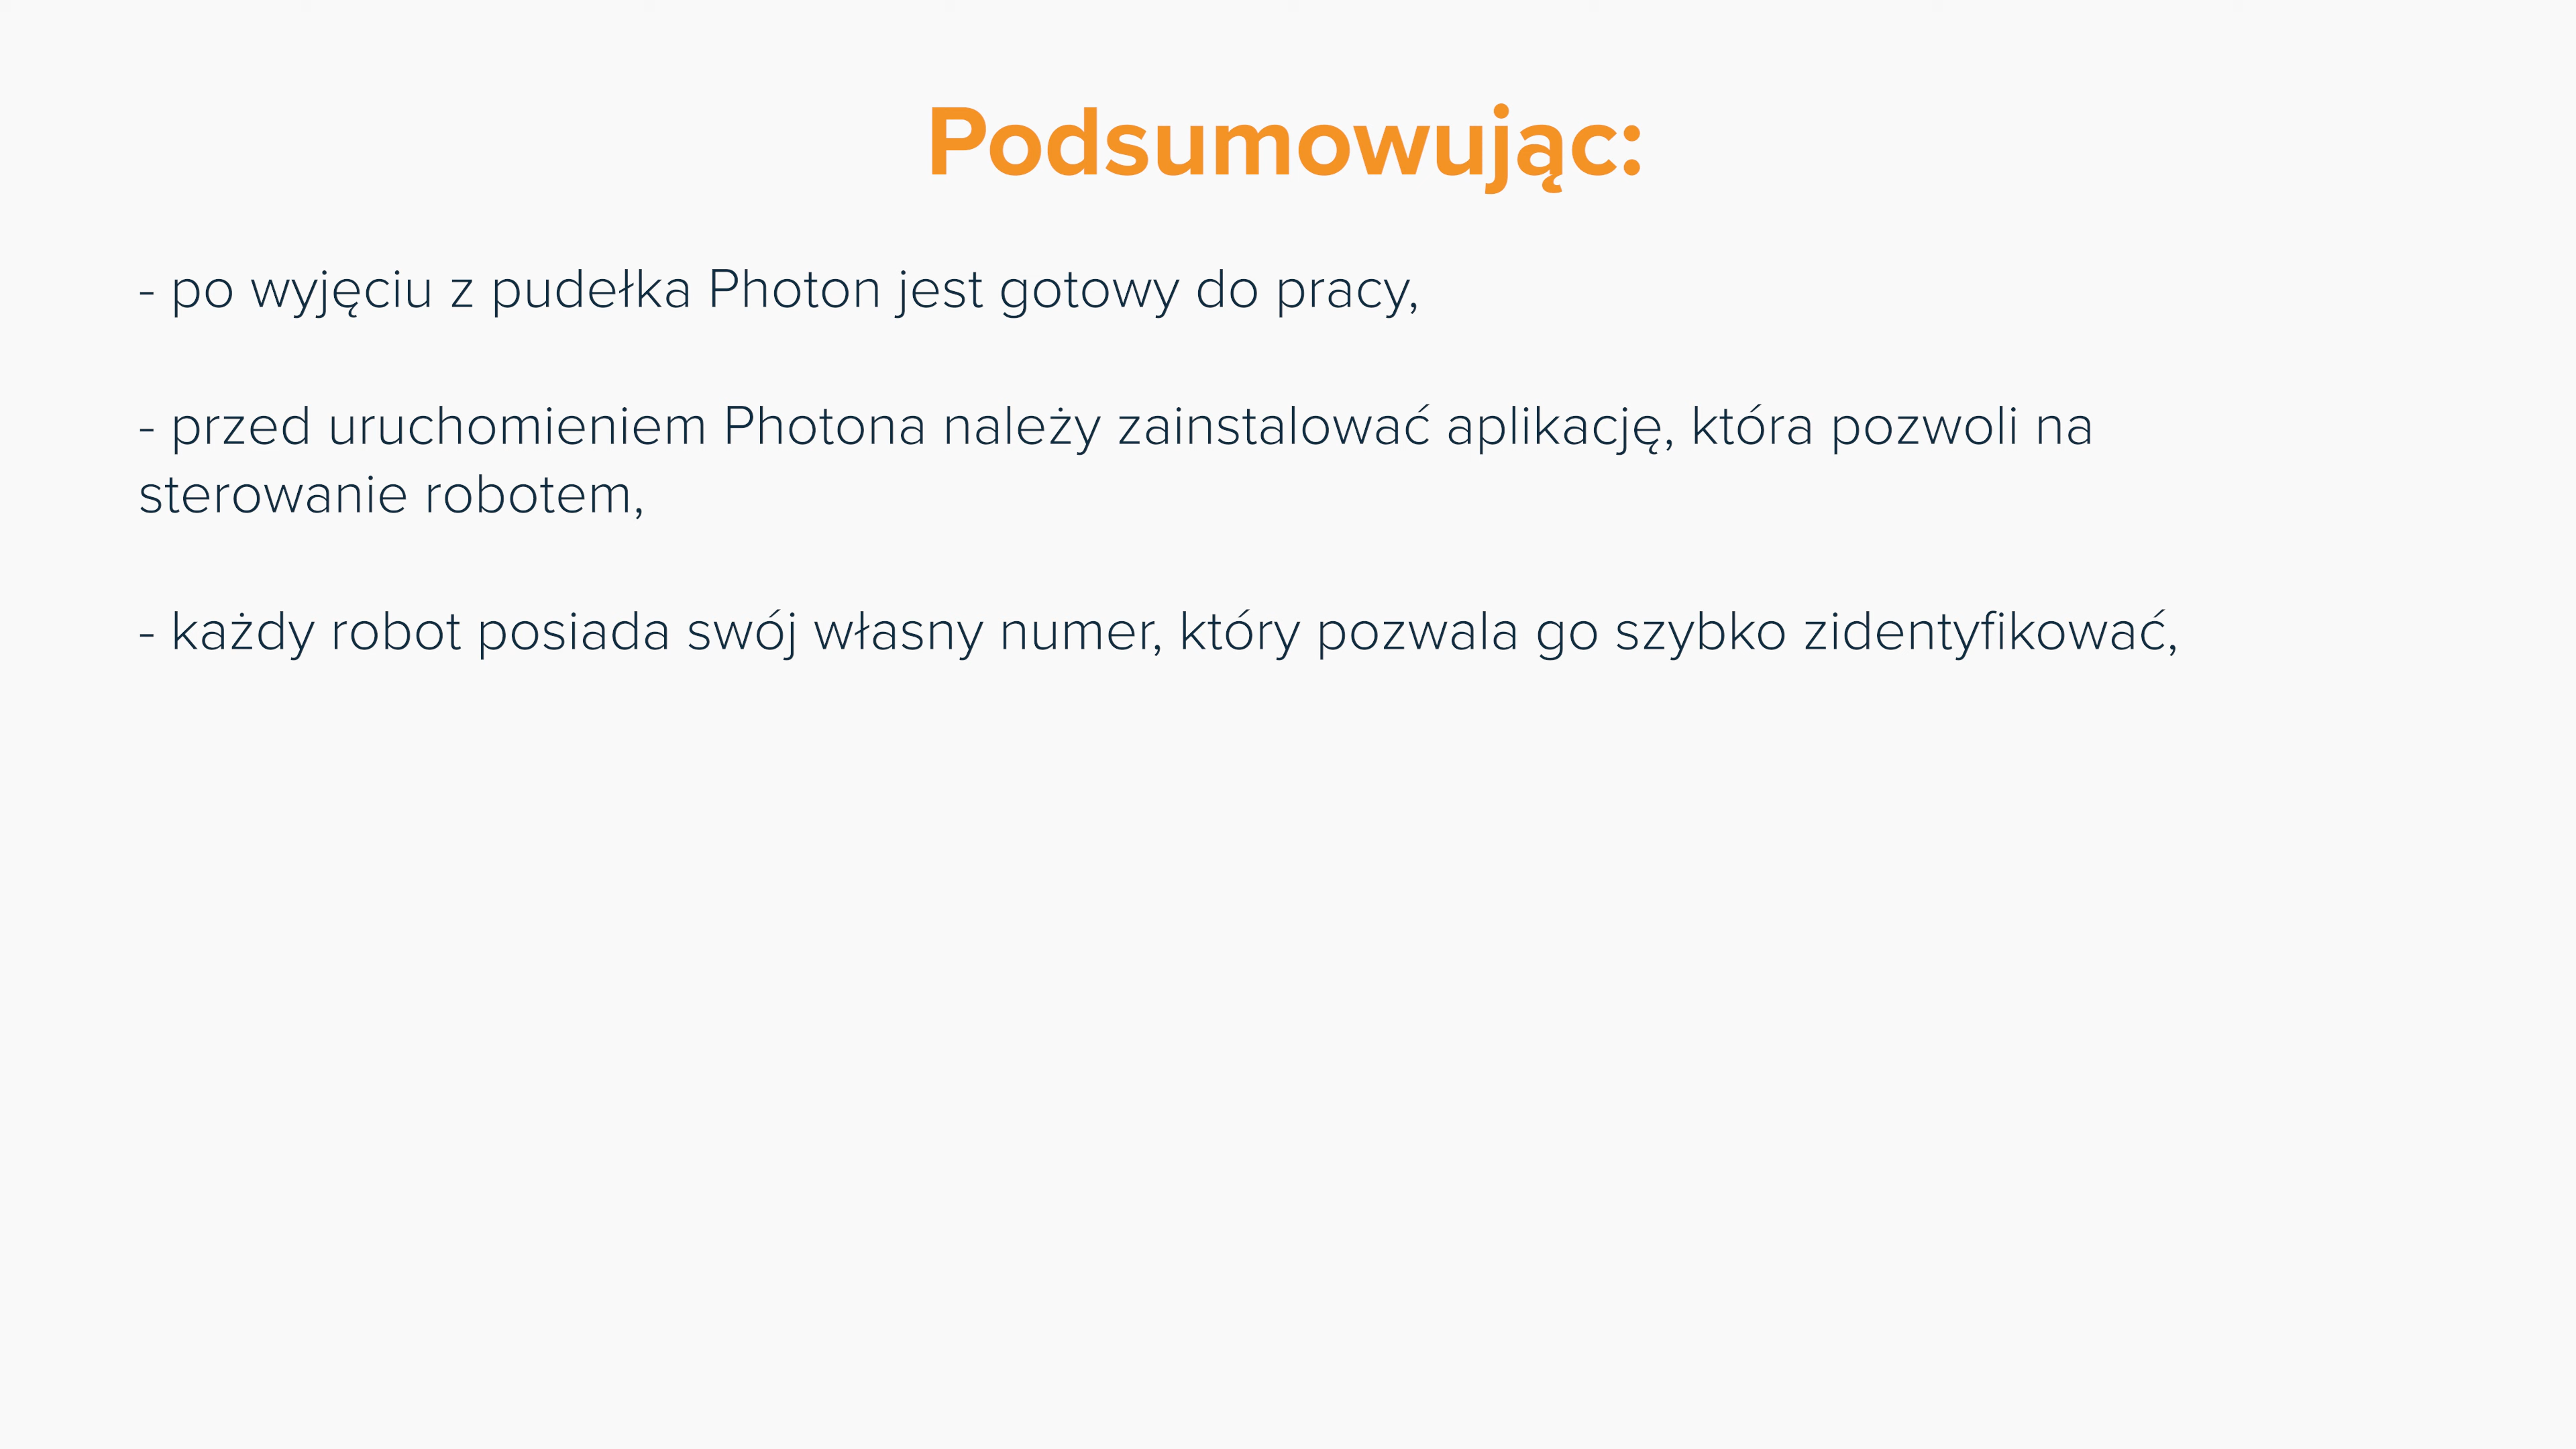 Podsumowując:
- po wyjęciu z pudełka Photon jest gotowy do pracy,
- przed uruchomieniem Photona należy zainstalować aplikację, która pozwoli na
sterowanie robotem,
- każdy robot posiada swój własny numer, który pozwala go szybko zidentyfikować,